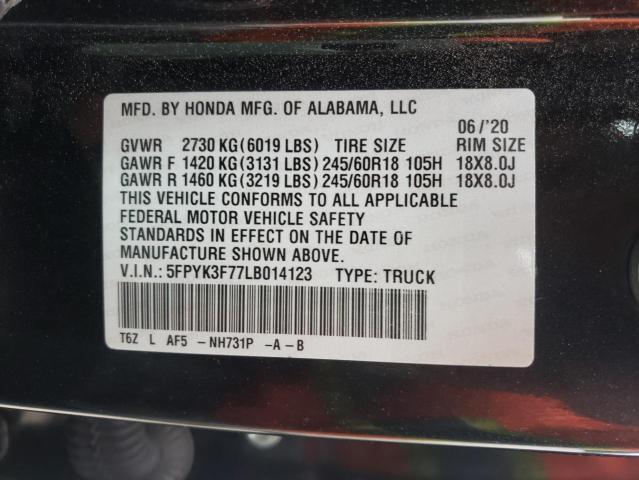 MFD. BY HONDA MFG. OF ALABAMA, LLC
06/'20
GVWR 2730 KG(6019 LBS) TIRE SIZE RIM SIZE
GAWR F 1420 KG(3131 LBS) 245/60R18 105H 18X8.0J
GAWR R 1460 KG(3219 LBS) 245/60R18 105H 18X8.0J
THIS VEHICLE CONFORMS TO ALL APPLICABLE
FEDERAL MOTOR VEHICLE SAFETY
STANDARDS IN EFFECT ON THE DATE OF
MANUFACTURE SHOWN ABOVE.
V.I.N.: 5FPYK3F77LB014123 TYPE: TRUCK
T6Z L AF5 - NH731P -A-B